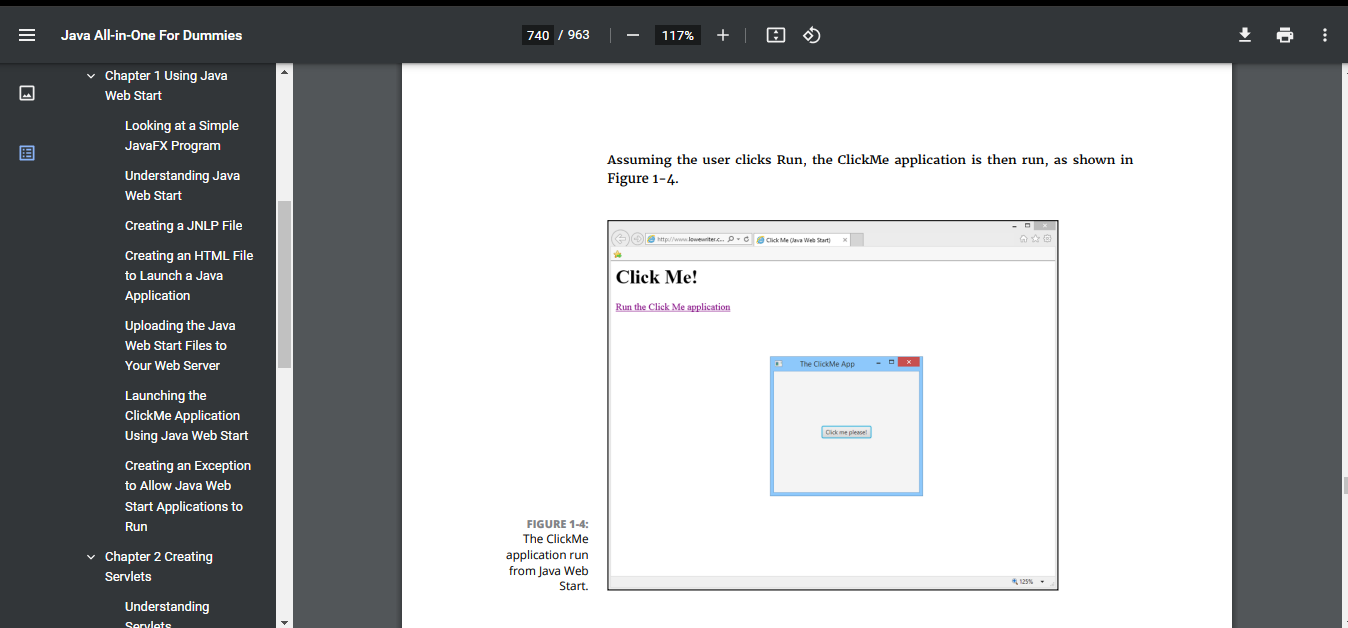 Java All-in-One For Dummies
740 / 963
117%
Chapter 1 Using Java
Web Start
Looking at a Simple
JavaFX Program
Understanding Java
Web Start
Creating a JNLP File
Creating an HTML File
to Launch a Java
Application
Uploading the Java
Web Start Files to
Your Web Server
Launching the
ClickMe Application
Using Java Web Start
Creating an Exception
to Allow Java Web
Start Applications to
Run
Chapter 2 Creating
Servlets
Understanding
Servlets
Assuming the user clicks Run, the ClickMe application is then run, as shown in
Figure 1-4.
http://www.lowewriter.c...
Click Me (Java Web Start)
Click Me!
Run the Click Me application
The ClickMe App
Click me please!
125%
FIGURE 1-4:
The ClickMe
application run
from Java Web
Start.